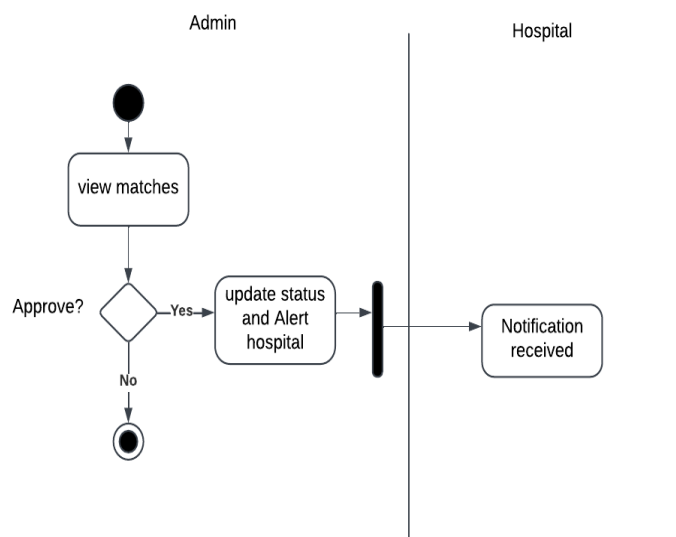 Admin
Hospital
view matches
Approve?
Yes
update status
and Alert
hospital
Notification
received
No